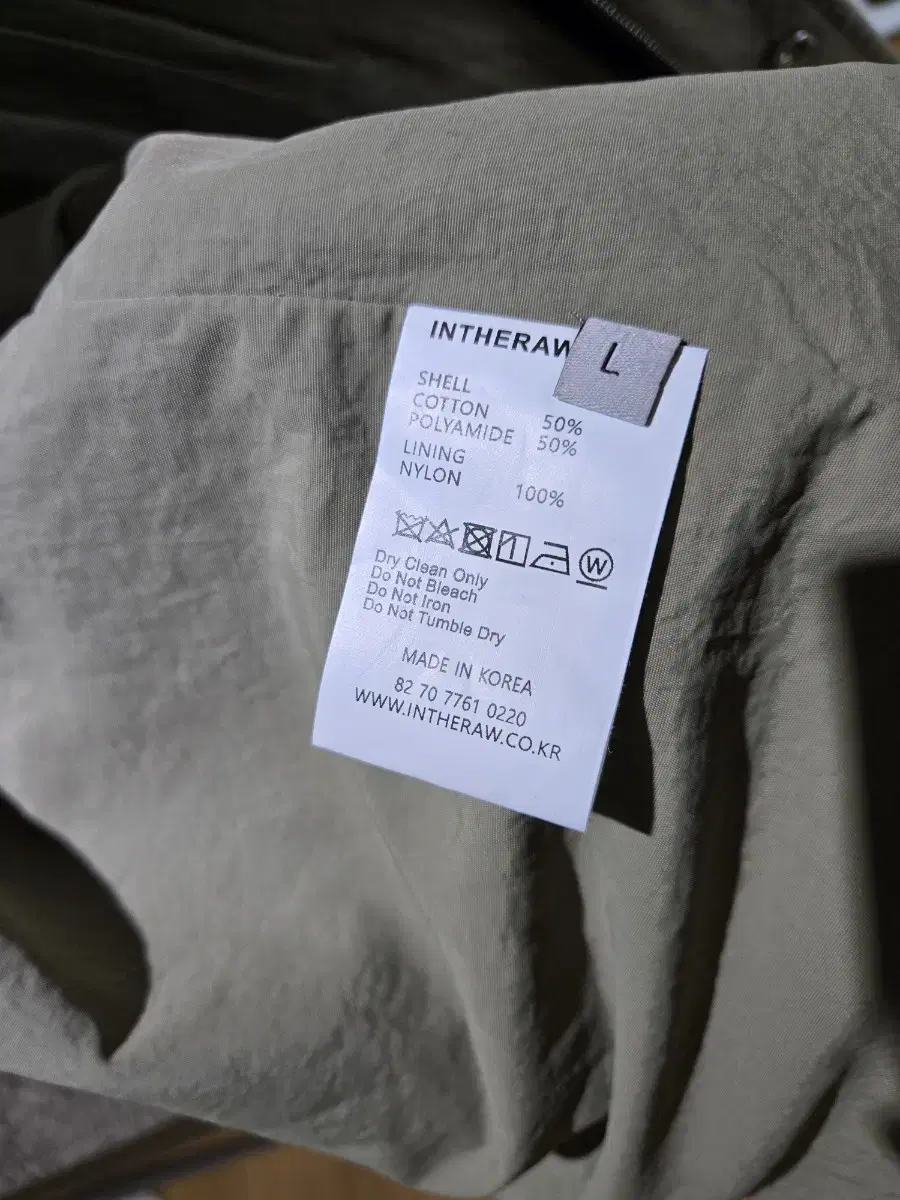 INTHERAW
L
SHELL
COTTON 50%
POLYAMIDE 50%
LINING
NYLON 100%
W
Dry Clean Only
Do Not Bleach
Do Not Iron
Do Not Tumble Dry
MADE IN KOREA
82 70 7761 0220
WWW.INTHERAW.CO.KR